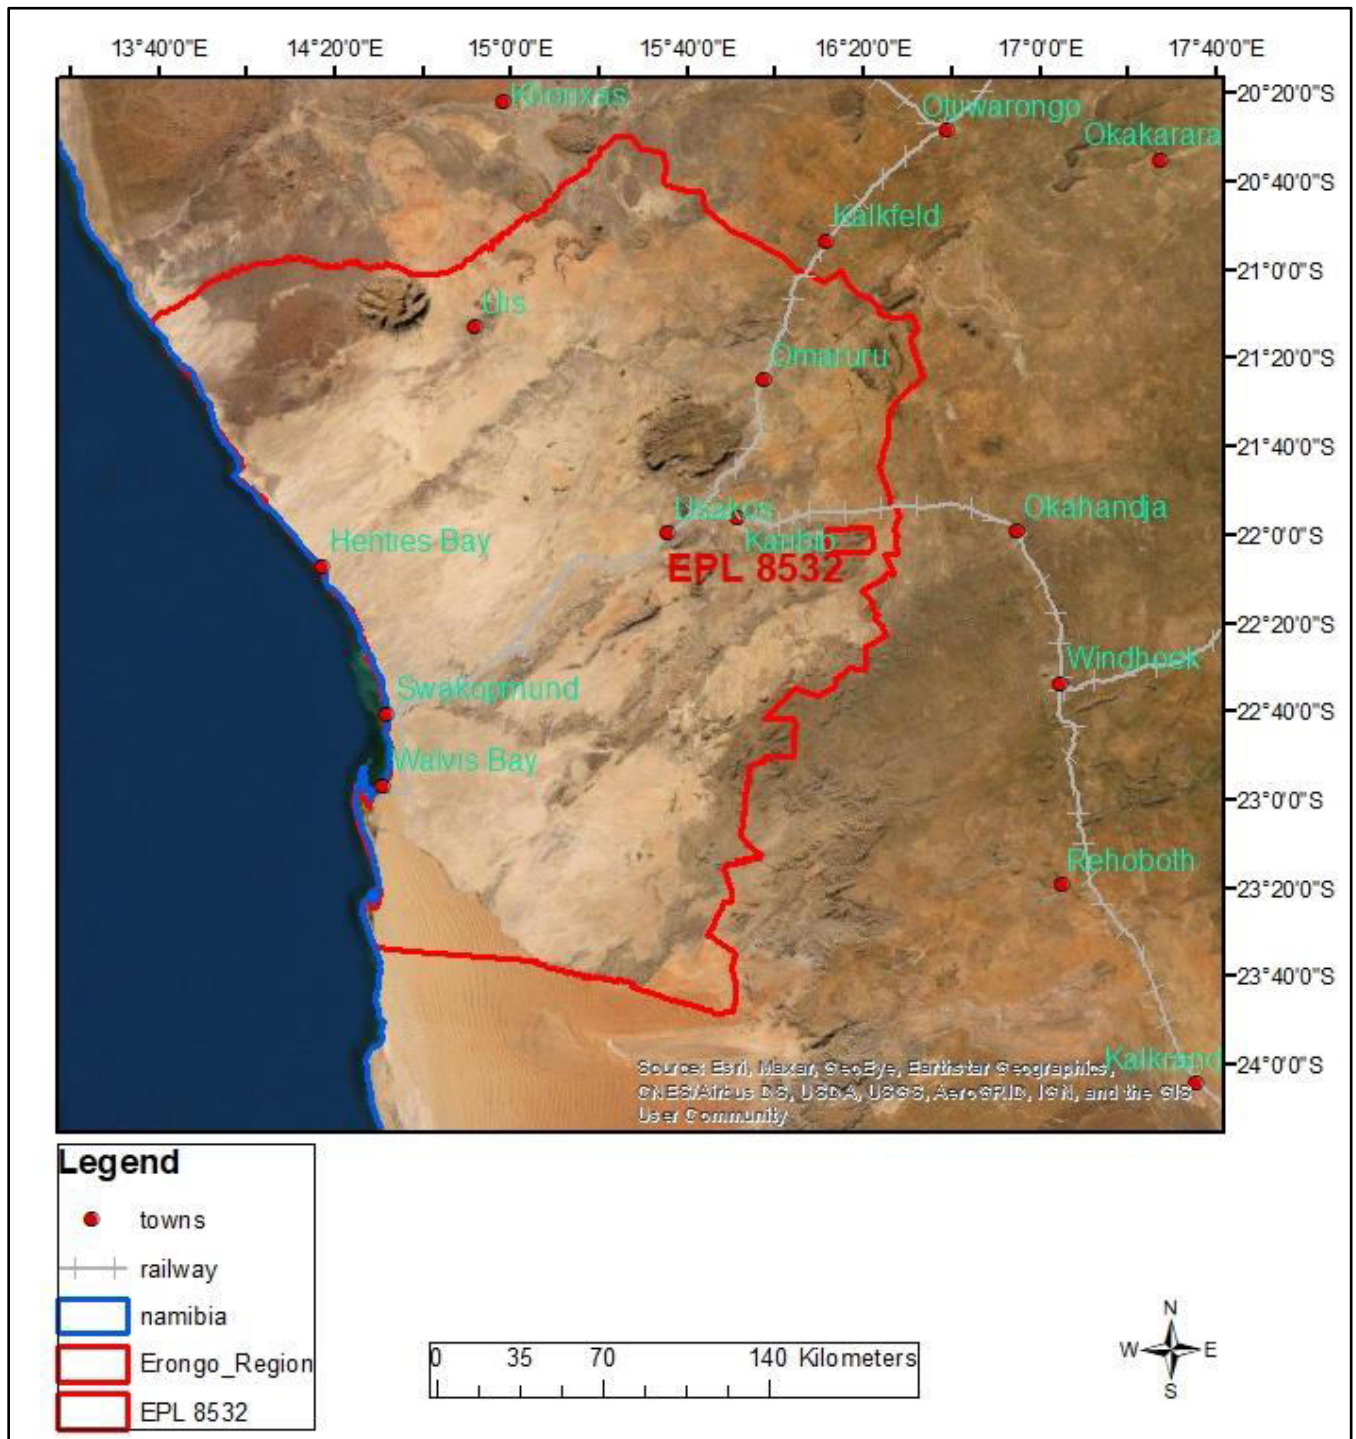 13°40'0"E 14°20'0"E 15°0'0"E 15°40'0"E 16°20'0"E 17°0'0"E 17°40'0"E
20°20'0"S
Khorixas
Otjiwarongo
Okakarara
20°40'0"S
Kalkfeld
21°0'0"S
Uis
21°20'0"S
Omaruru
21°40'0"S
Usakos
Karibib
Okahandja
22°0'0"S
Henties Bay
EPL 8532
22°20'0"S
Windhoek
Swakopmund
22°40'0"S
Walvis Bay
23°0'0"S
Rehoboth
23°20'0"S
23°40'0"S
Kalkrand
24°0'0"S
Source: Esri, Maxar, GeoEye, Earthstar Geographics,
CNES/Airbus DS, USDA, USGS, AeroGRID, IGN, and the GIS
User Community
Legend
towns
railway
namibia
Erongo_Region
EPL 8532
0 35 70 140 Kilometers
N
W E
S